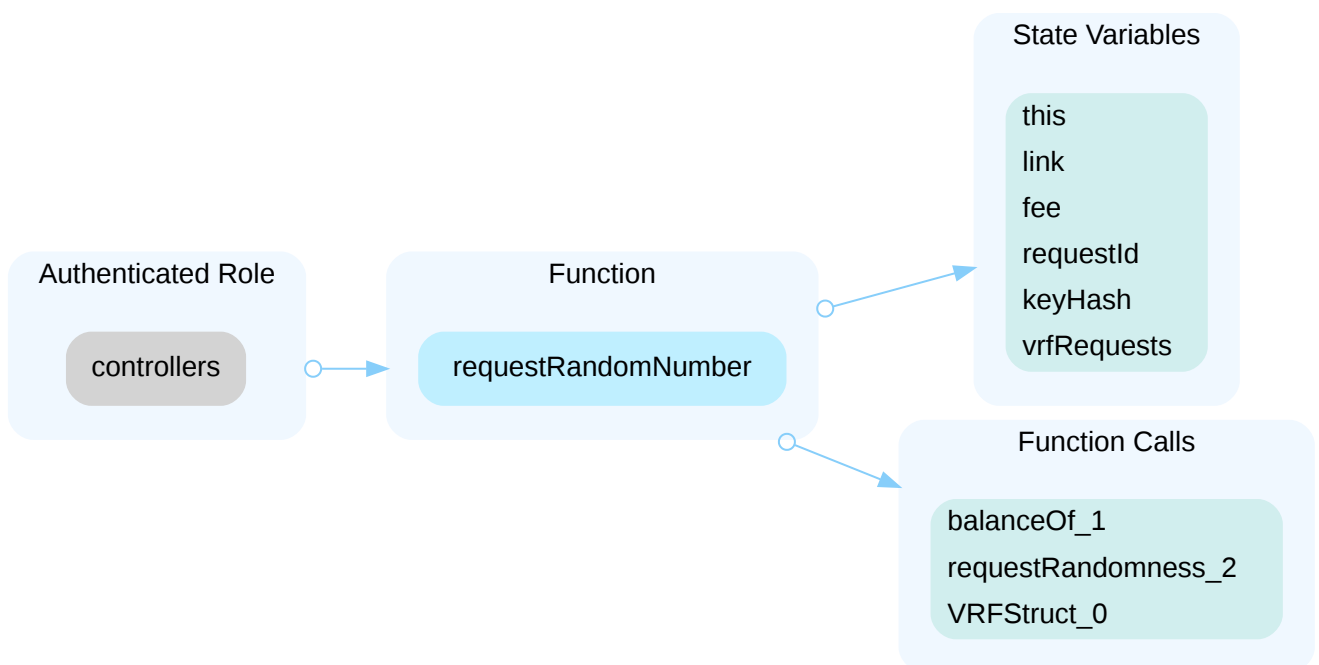 Authenticated Role
controllers
Function
requestRandomNumber
State Variables
this
link
fee
requestId
keyHash
vrfRequests
Function Calls
balanceOf_1
requestRandomness_2
VRFStruct_0